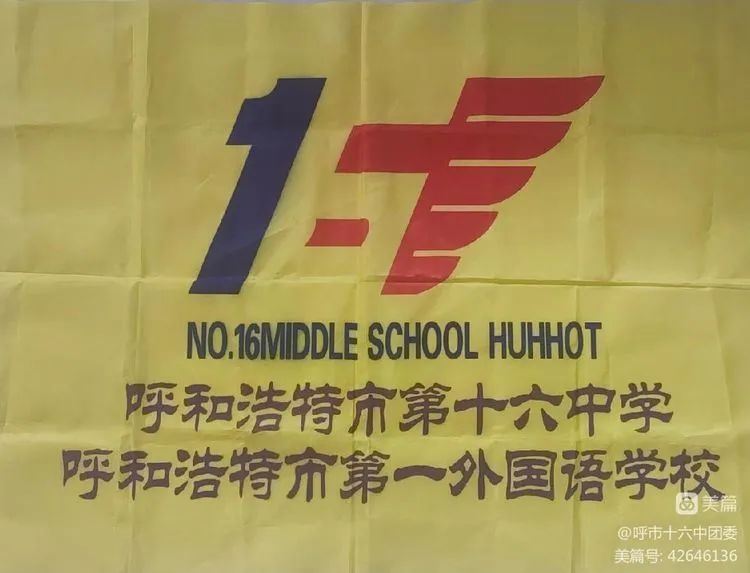 1
NO.16MIDDLE SCHOOL HUHHOT
呼和浩特市第十六中学
呼和浩特市第一外国语学校
美篇
@呼市十六中团委
美篇号: 42646136